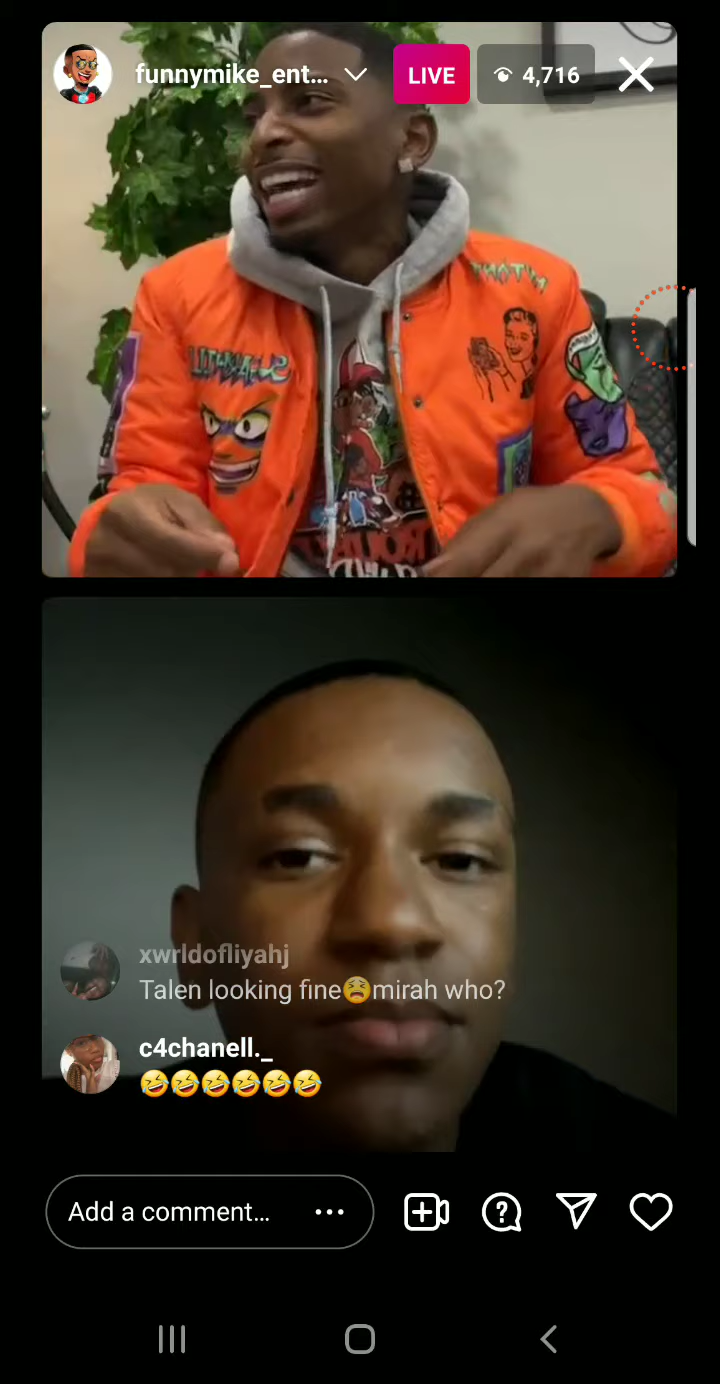 funnymike_ent...
LIVE
4,716
xwrldofliyahj
Talen looking fine😫mirah who?
c4chanell._
🤣🤣🤣🤣🤣🤣
Add a comment...